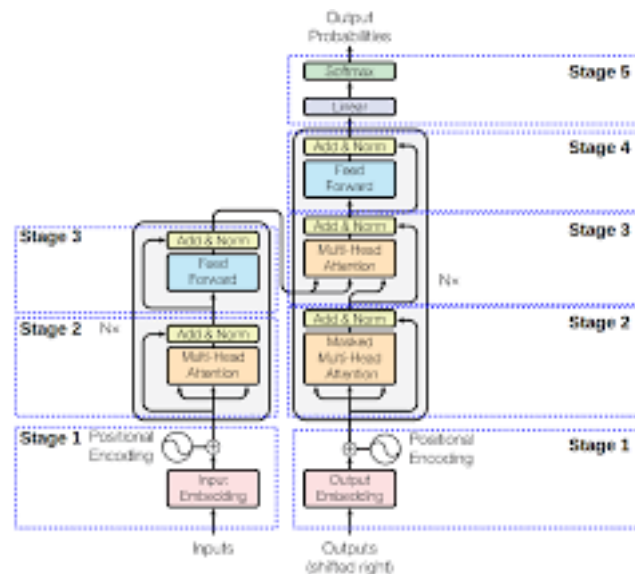 Output
Probabilities
Softmax
Stage 5
Linear
Add & Norm
Stage 4
Feed
Forward
Add & Norm
Stage 3
Multi-Head
Attention
Nx
Add & Norm
Stage 2
Masked
Multi-Head
Attention
Stage 3
Add & Norm
Feed
Forward
Stage 2
Nx
Add & Norm
Multi-Head
Attention
Stage 1
Positional
Encoding
Input
Embedding
Inputs
Positional
Encoding
Stage 1
Output
Embedding
Outputs
(shifted right)